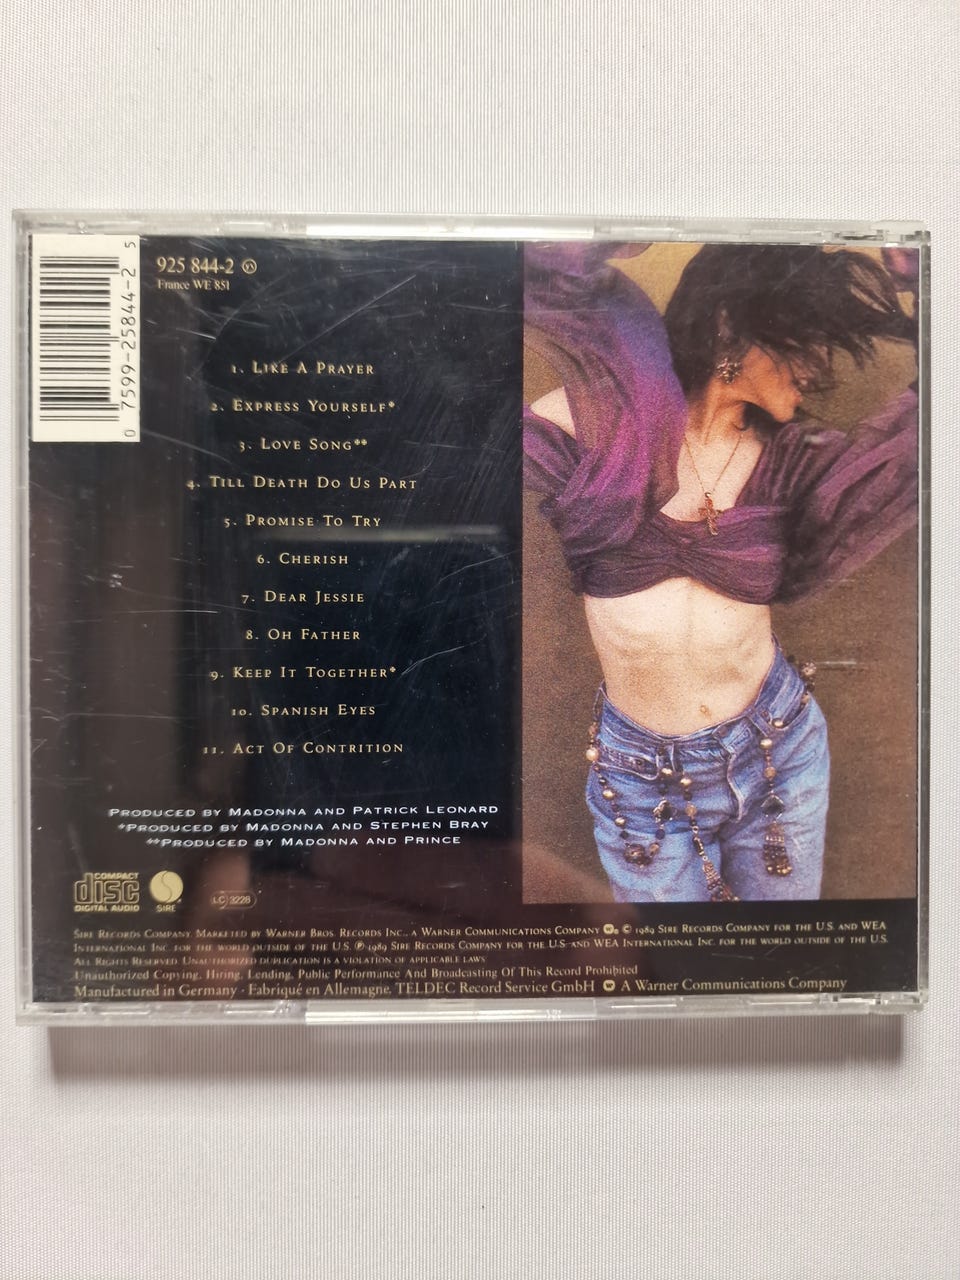 0 7599-25844-2 5
925 844-2
France WE 851
1. Like A Prayer
2. Express Yourself*
3. Love Song**
4. Till Death Do Us Part
5. Promise To Try
6. Cherish
7. Dear Jessie
8. Oh Father
9. Keep It Together*
10. Spanish Eyes
11. Act Of Contrition
Produced by Madonna and Patrick Leonard
*Produced by Madonna and Stephen Bray
**Produced by Madonna and Prince
COMPACT
disc
DIGITAL AUDIO
SIRE
LC 3228
Sire Records Company. Marketed by Warner Bros. Records Inc., a Warner Communications Company ® © 1989 Sire Records Company for the U.S. and WEA
International Inc. for the world outside of the U.S. ℗ 1989 Sire Records Company for the U.S. and WEA International Inc. for the world outside of the U.S.
All Rights Reserved. Unauthorized duplication is a violation of applicable laws
Unauthorized Copying, Hiring, Lending, Public Performance And Broadcasting Of This Record Prohibited
Manufactured in Germany · Fabriqué en Allemagne, TELDEC Record Service GmbH A Warner Communications Company